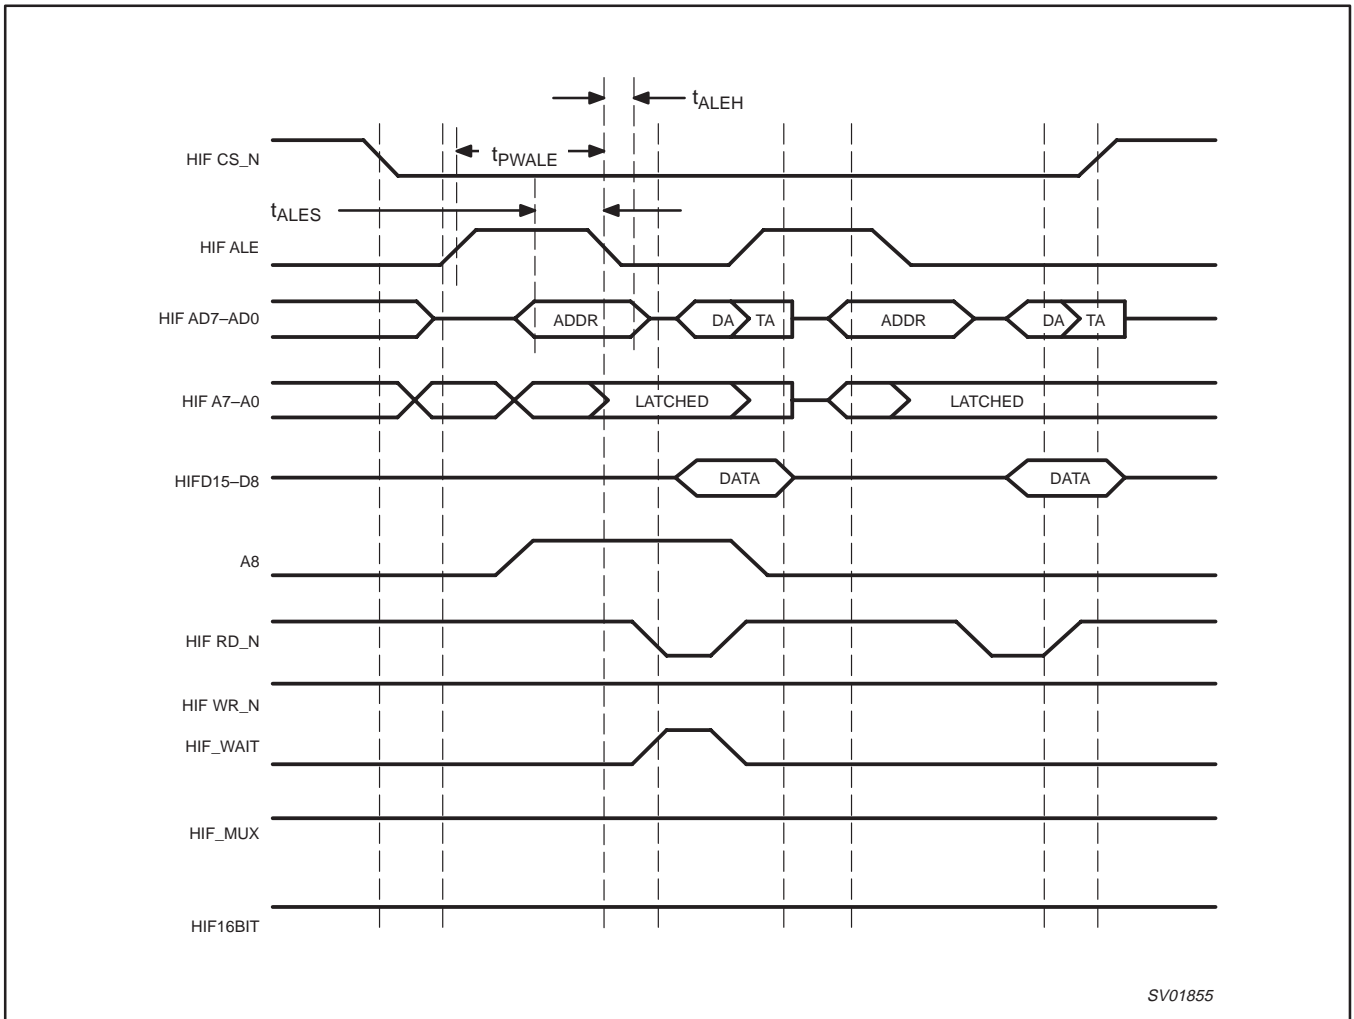 tALEH
HIF CS_N
tPWALE
tALES
HIF ALE
HIF AD7–AD0
ADDR
DA
TA
ADDR
DA
TA
HIF A7–A0
LATCHED
LATCHED
HIFD15–D8
DATA
DATA
A8
HIF RD_N
HIF WR_N
HIF_WAIT
HIF_MUX
HIF16BIT
SV01855